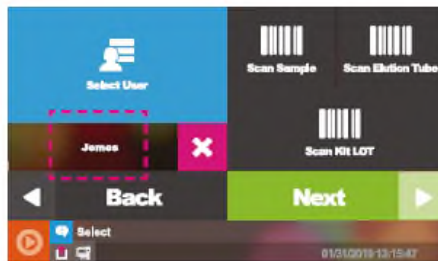 Select User
Scan Sample
Scan Elution Tube
James
Scan Kit LOT
Back
Next
Select
01/31/2019 13:15:47